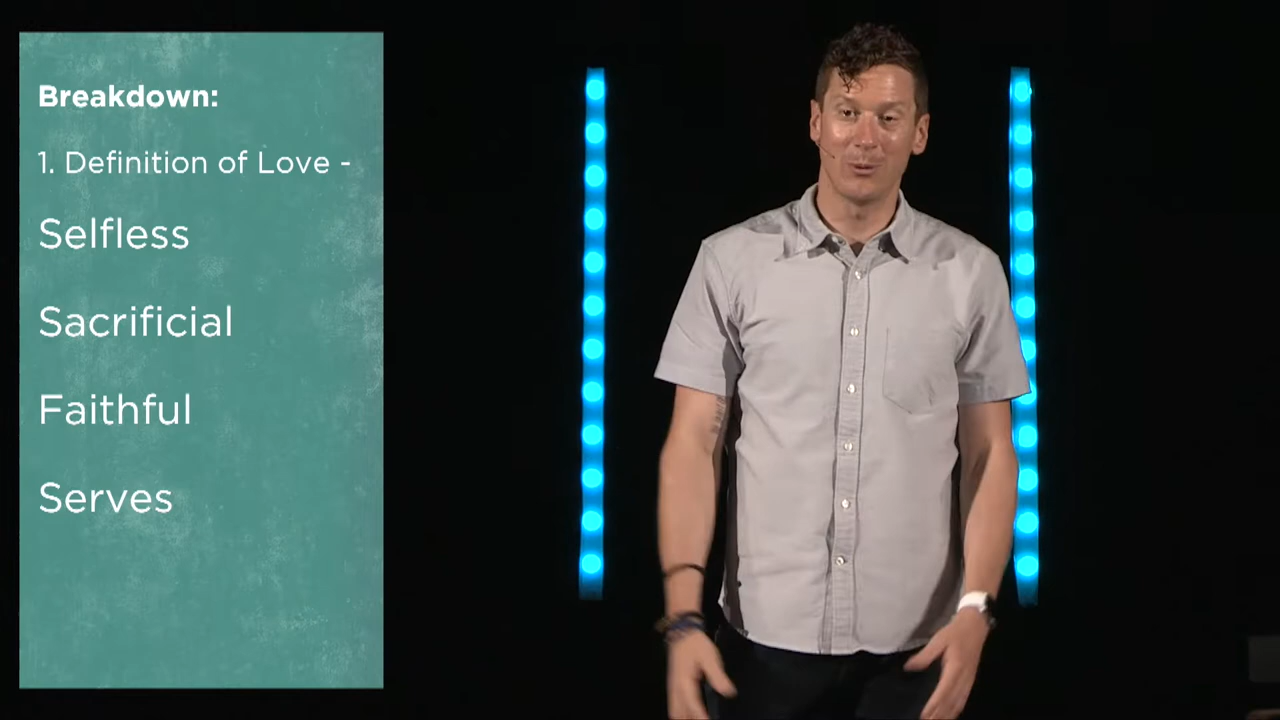 Breakdown:
1. Definition of Love -
Selfless
Sacrificial
Faithful
Serves